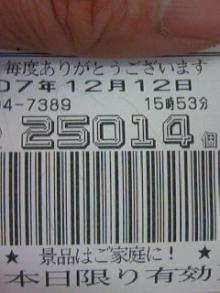 毎度ありがとうございます
07年12月12日
04-7389 15時53分
25014個
★ 景品はご家庭に! ★
本日限り有効